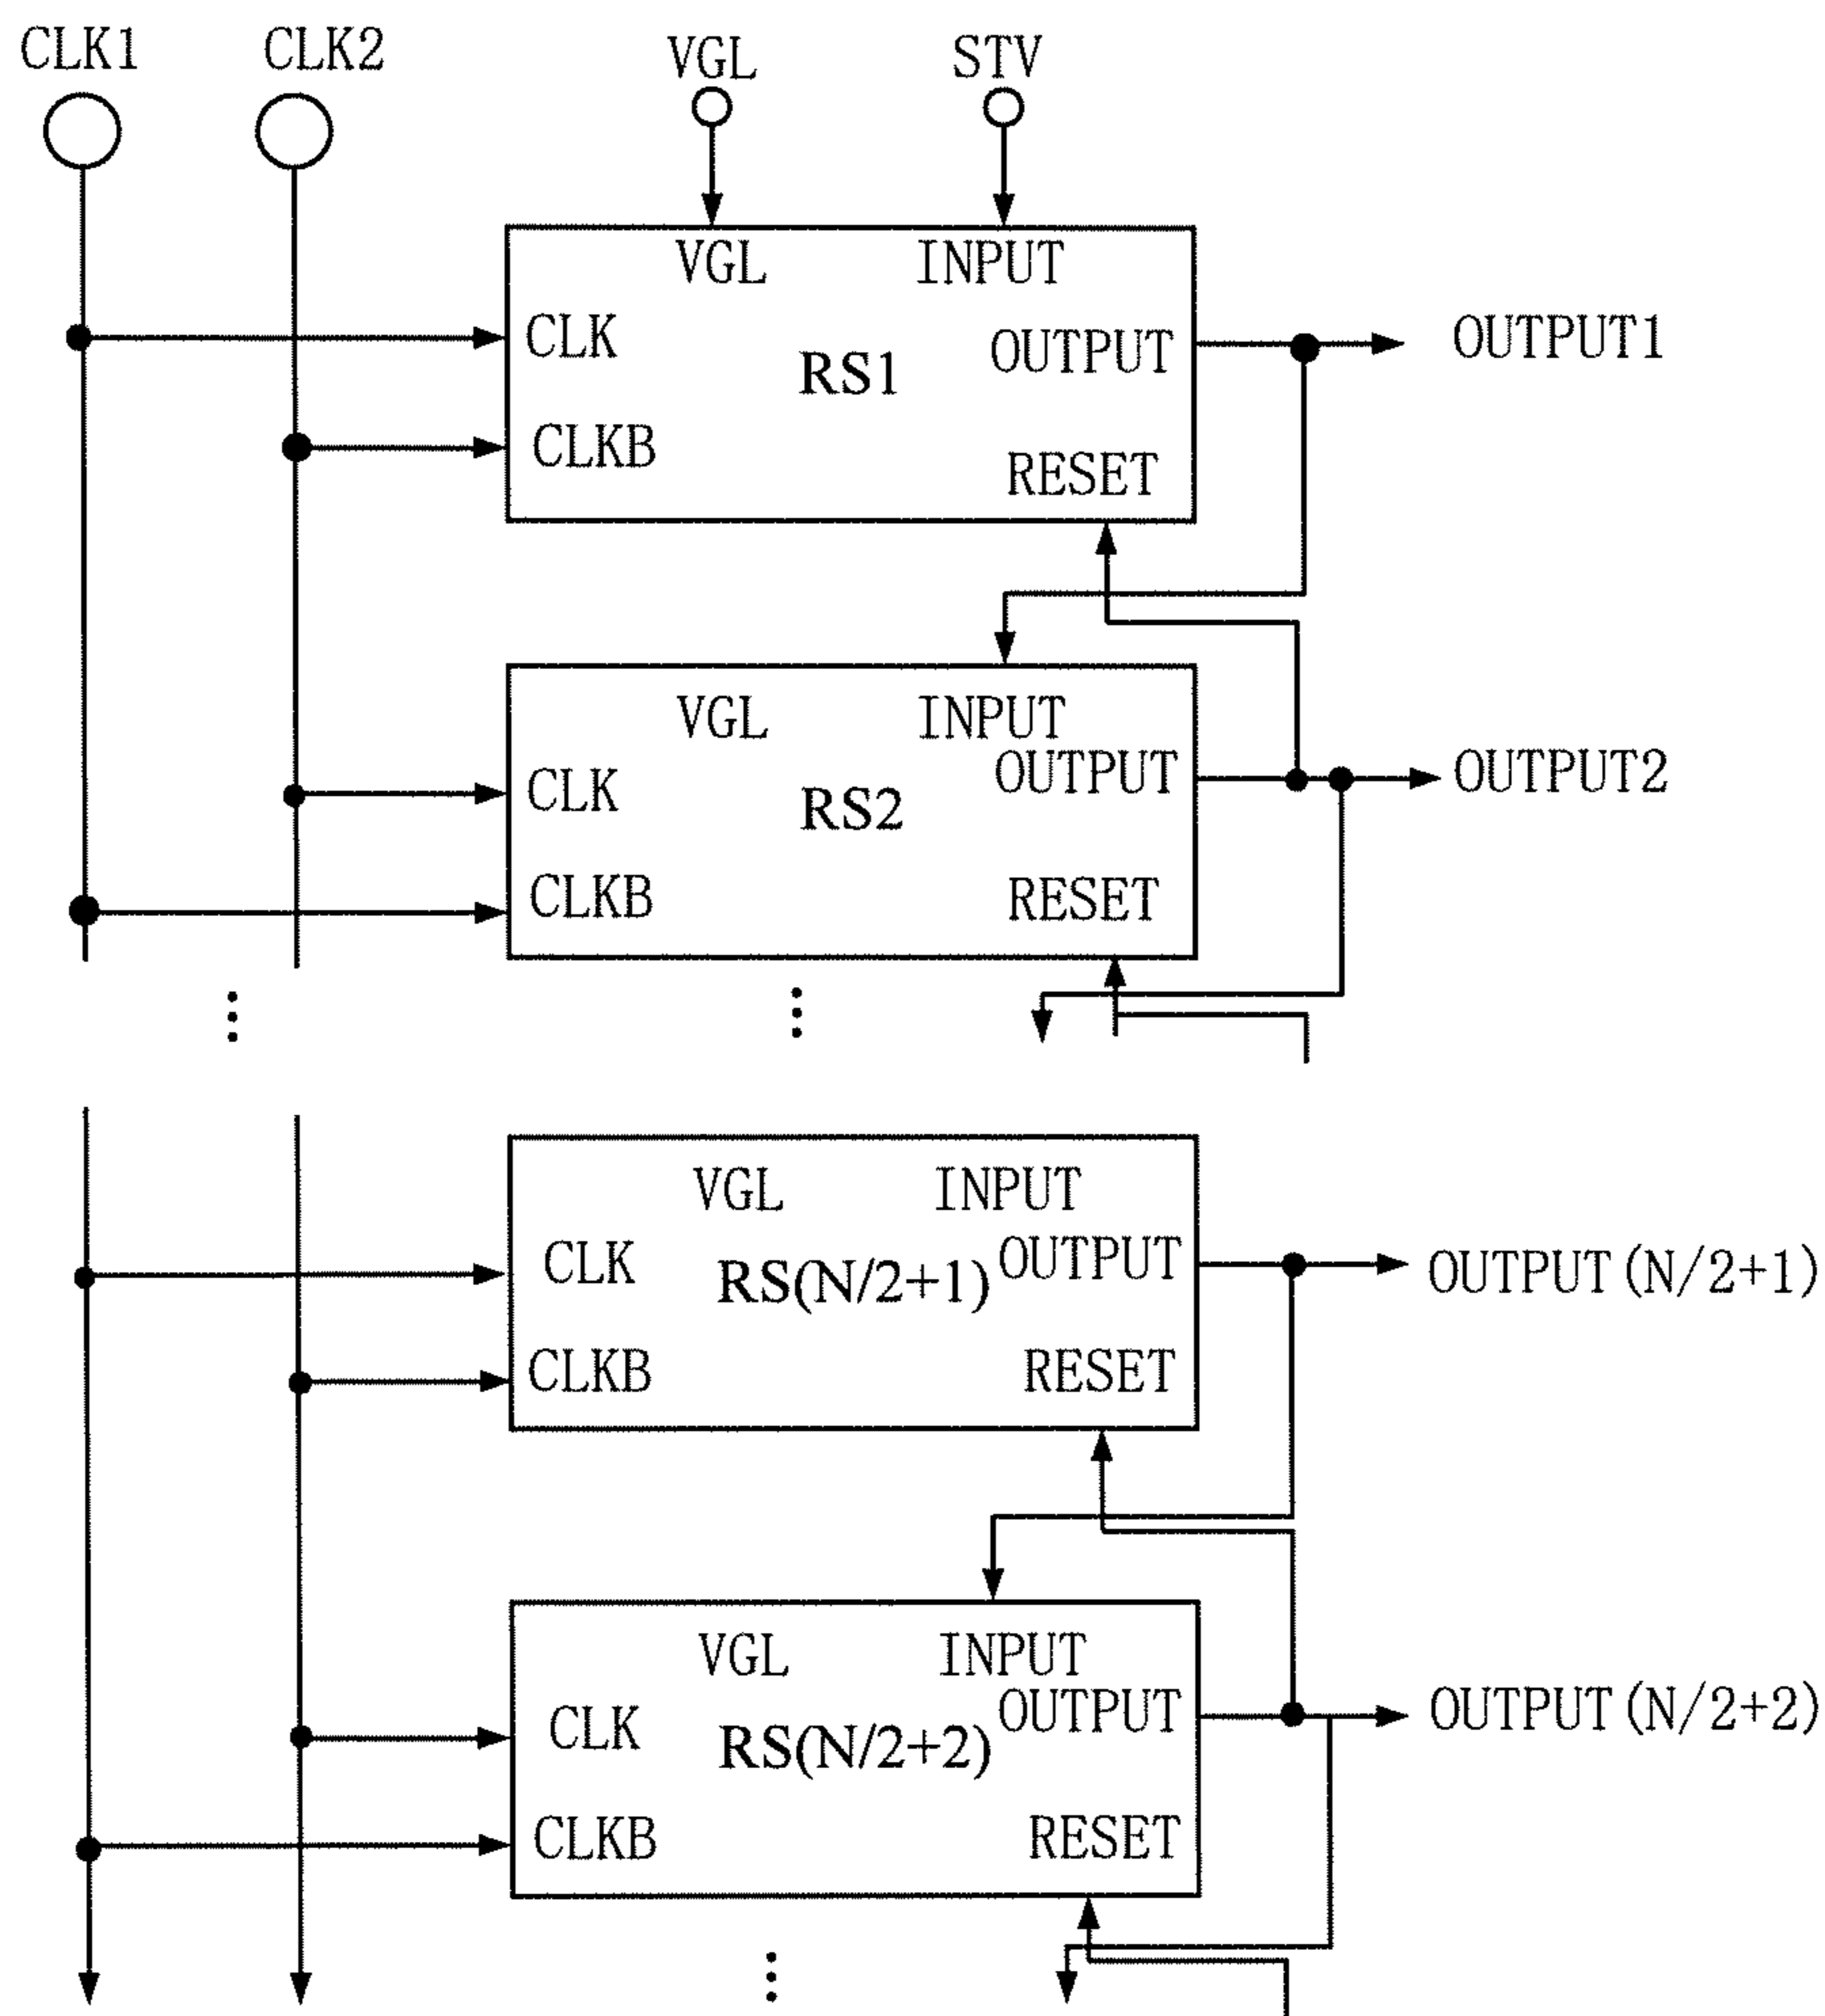 CLK1 CLK2 VGL STV
VGL INPUT
CLK OUTPUT OUTPUT1
RS1
CLKB RESET
VGL INPUT
CLK OUTPUT OUTPUT2
RS2
CLKB RESET
VGL INPUT
CLK RS(N/2+1) OUTPUT OUTPUT(N/2+1)
CLKB RESET
VGL INPUT
CLK RS(N/2+2) OUTPUT OUTPUT(N/2+2)
CLKB RESET